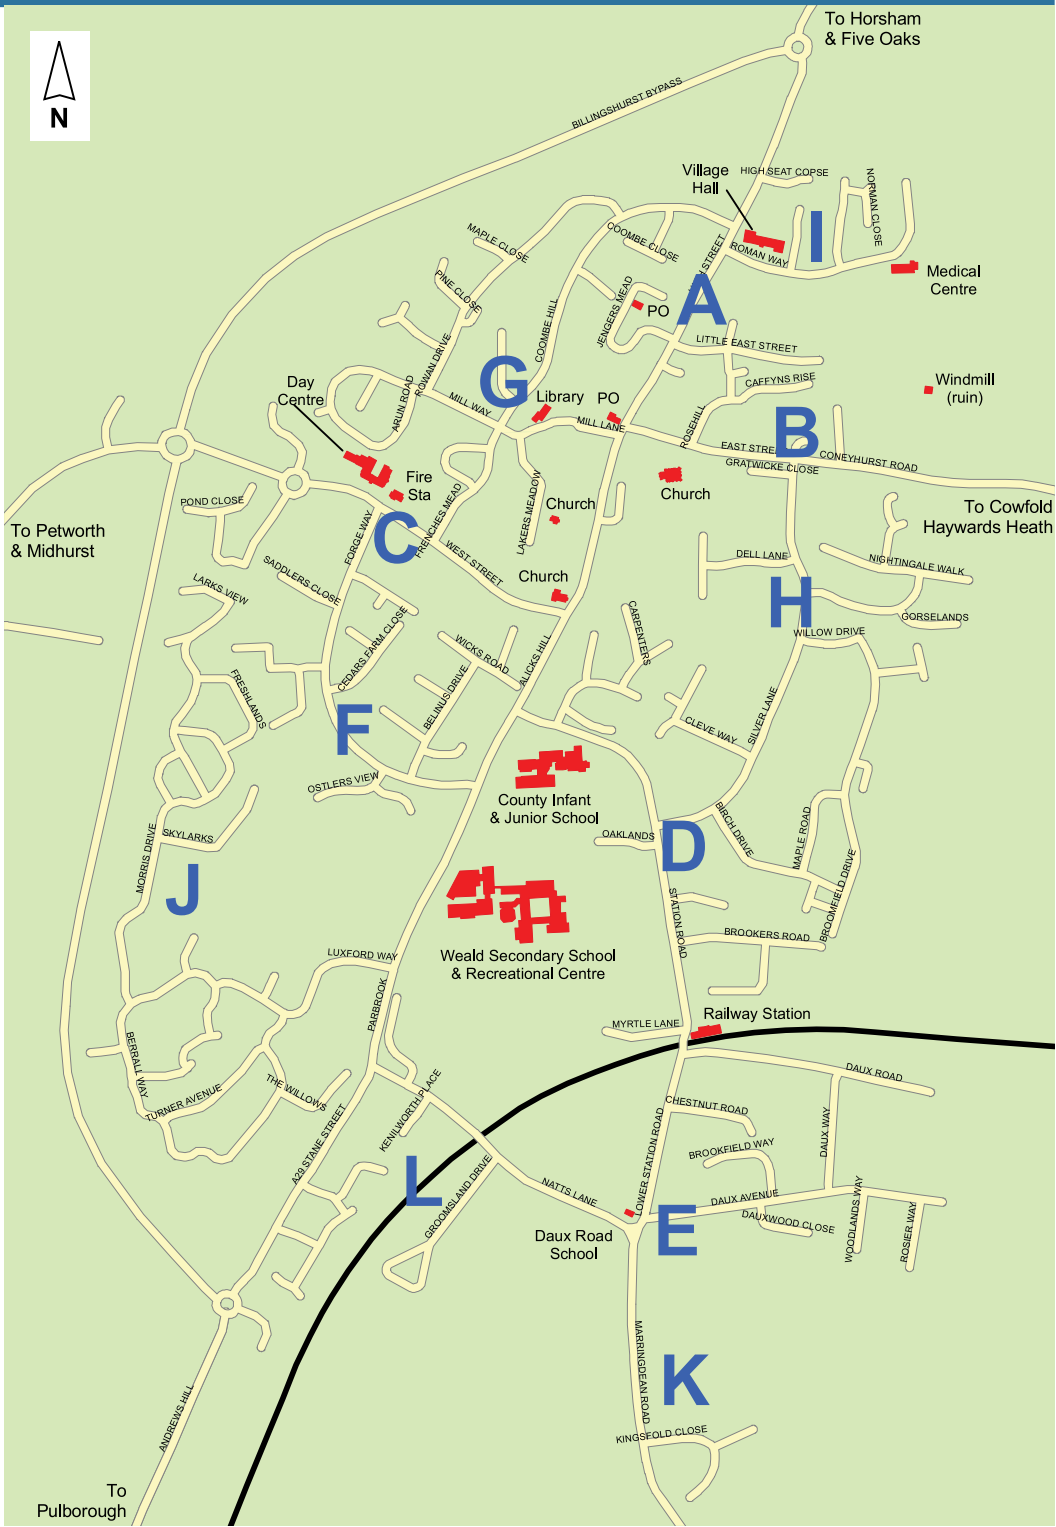 To Horsham
& Five Oaks
N
BILLINGSHURST BYPASS
Village
Hall
HIGH SEAT COPSE
NORMAN CLOSE
I
MAPLE CLOSE
COOMBE CLOSE
STREET
ROMAN WAY
Medical
Centre
PINE CLOSE
JENGERS MEAD
A
PO
COOMBE HILL
LITTLE EAST STREET
ROWAN DRIVE
G
CAFFYNS RISE
Windmill
(ruin)
Day
Centre
ARUN ROAD
MILL WAY
Library
PO
MILL LANE
ROSEHILL
B
EAST STREET
CONEYHURST ROAD
GRATWICKE CLOSE
Fire
Sta
Church
POND CLOSE
FRENCHES MEAD
LAKERS MEADOW
Church
To Cowfold
Haywards Heath
To Petworth
& Midhurst
FORGE WAY
C
WEST STREET
DELL LANE
NIGHTINGALE WALK
SADDLERS CLOSE
LARKS VIEW
Church
H
GORSELANDS
CARPENTERS
WILLOW DRIVE
CEDARS FARM CLOSE
WICKS ROAD
ALICKS HILL
FRESHLANDS
BELINUS DRIVE
F
SILVER LANE
CLEVE WAY
OSTLERS VIEW
County Infant
& Junior School
SKYLARKS
MORRIS DRIVE
OAKLANDS
D
BIRCH DRIVE
MAPLE ROAD
BROOMFIELD DRIVE
J
STATION ROAD
BROOKERS ROAD
Weald Secondary School
& Recreational Centre
LUXFORD WAY
PARBROOK
Railway Station
MYRTLE LANE
BERRALL WAY
THE WILLOWS
TURNER AVENUE
DAUX ROAD
KENILWORTH PLACE
CHESTNUT ROAD
LOWER STATION ROAD
A29 STANE STREET
BROOKFIELD WAY
DAUX WAY
L
GROOMSLAND DRIVE
NATTS LANE
DAUX AVENUE
WOODLANDS WAY
ROSIER WAY
DAUXWOOD CLOSE
E
Daux Road
School
MARRINGDEAN ROAD
K
ANDREWS HILL
KINGSFOLD CLOSE
To
Pulborough